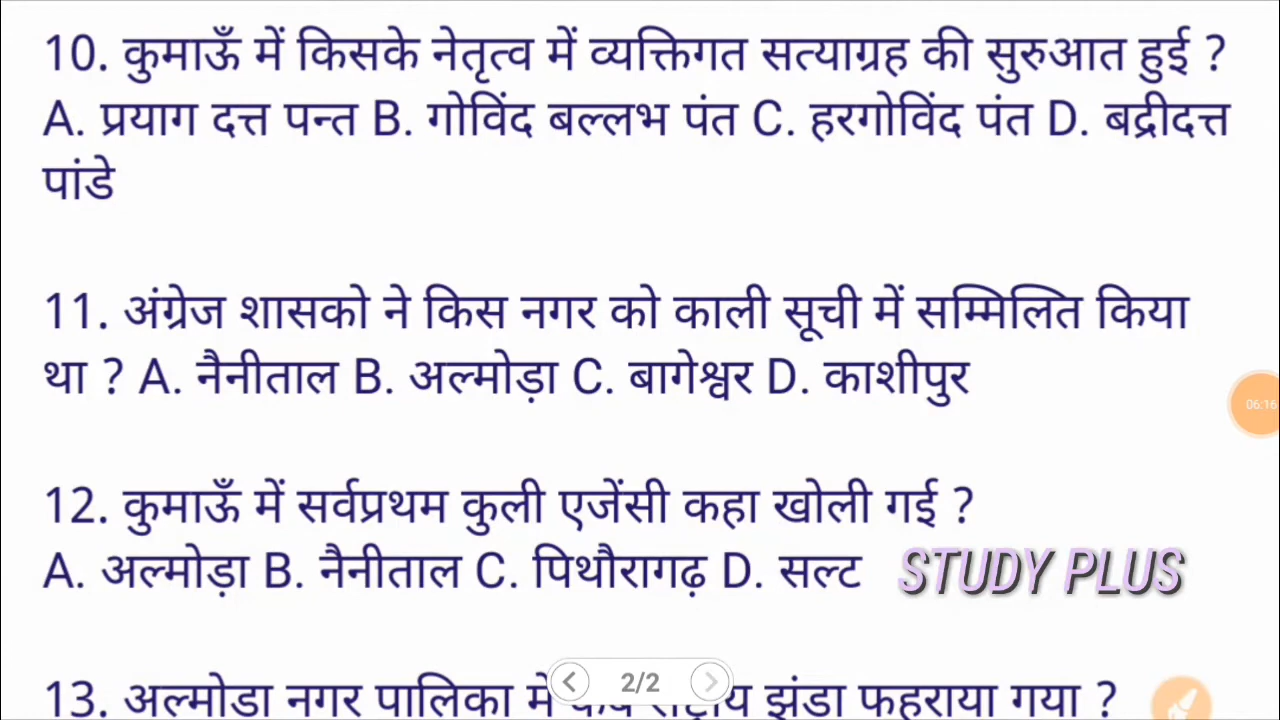 10. कुमाऊँ में किसके नेतृत्व में व्यक्तिगत सत्याग्रह की सुरुआत हुई ?
A. प्रयाग दत्त पन्त B. गोविंद बल्लभ पंत C. हरगोविंद पंत D. बद्रीदत्त
पांडे
11. अंग्रेज शासको ने किस नगर को काली सूची में सम्मिलित किया
06:16
था ? A. नैनीताल B. अल्मोड़ा C. बागेश्वर D. काशीपुर
12. कुमाऊँ में सर्वप्रथम कुली एजेंसी कहा खोली गई ?
A. अल्मोड़ा B. नैनीताल C. पिथौरागढ़ D. सल्ट STUDY PLUS
13. अल्मोडा नगर पालिका में झंडा फहराया गया ?
2/2